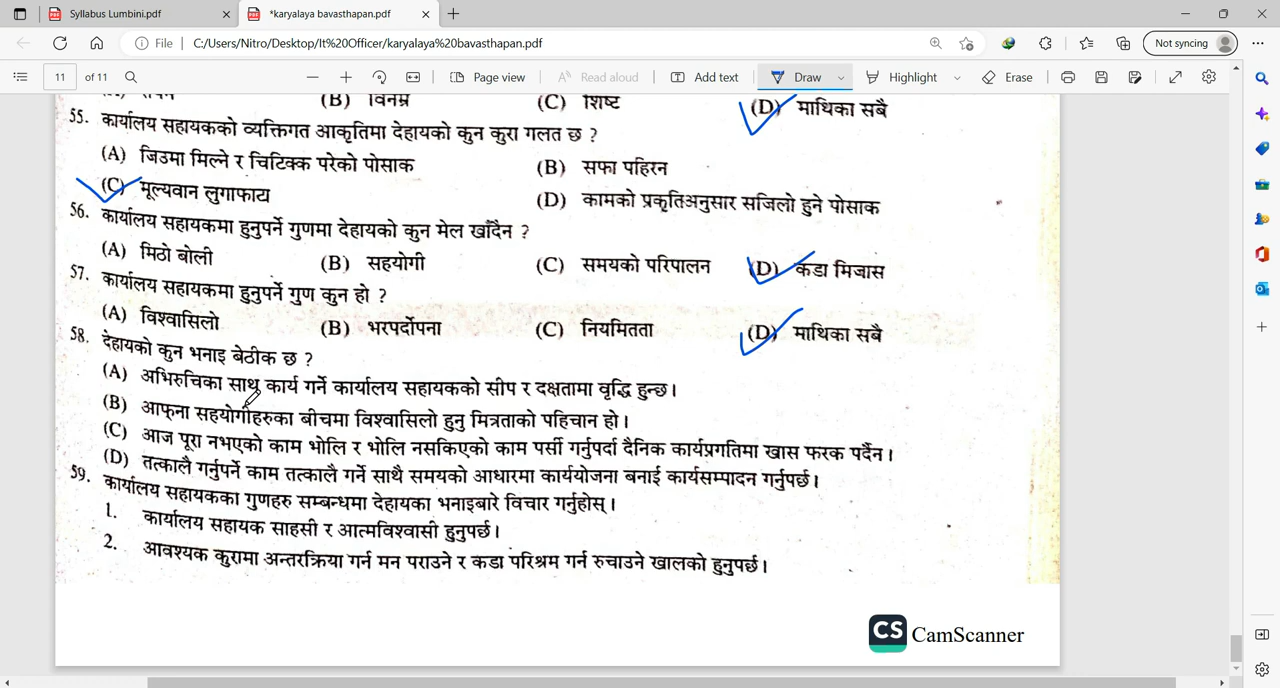 Syllabus Lumbini.pdf
*karyalaya bavasthapan.pdf
File
C:/Users/Nitro/Desktop/It%20Officer/karyalaya%20bavasthapan.pdf
Not syncing
11 of 11
Page view
Read aloud
Add text
Draw
Highlight
Erase
(B) विनम्र (C) शिष्ट (D) माथिका सबै
55. कार्यालय सहायकको व्यक्तिगत आकृतिमा देहायको कुन कुरा गलत छ ?
(A) जिउमा मिल्ने र चिटिक्क परेको पोसाक (B) सफा पहिरन
(C) मूल्यवान लुगाफाटा (D) कामको प्रकृतिअनुसार सजिलो हुने पोसाक
56. कार्यालय सहायकमा हुनुपर्ने गुणमा देहायको कुन मेल खाँदैन ?
(A) मिठो बोली (B) सहयोगी (C) समयको परिपालन (D) कडा मिजास
57. कार्यालय सहायकमा हुनुपर्ने गुण कुन हो ?
(A) विश्वासिलो (B) भरपर्दोपना (C) नियमितता (D) माथिका सबै
58. देहायको कुन भनाइ बेठीक छ ?
(A) अभिरुचिका साथ कार्य गर्ने कार्यालय सहायकको सीप र दक्षतामा वृद्धि हुन्छ।
(B) आफ्ना सहयोगीहरुका बीचमा विश्वासिलो हुनु मित्रताको पहिचान हो।
(C) आज पूरा नभएको काम भोलि र भोलि नसकिएको काम पर्सी गर्नुपर्दा दैनिक कार्यप्रगतिमा खास फरक पर्दैन।
(D) तत्कालै गर्नुपर्ने काम तत्कालै गर्ने साथै समयको आधारमा कार्ययोजना बनाई कार्यसम्पादन गर्नुपर्छ।
59. कार्यालय सहायकका गुणहरु सम्बन्धमा देहायका भनाइबारे विचार गर्नुहोस्।
1. कार्यालय सहायक साहसी र आत्मविश्वासी हुनुपर्छ।
2. आवश्यक कुरामा अन्तरक्रिया गर्न मन पराउने र कडा परिश्रम गर्न रुचाउने खालको हुनुपर्छ।
CS CamScanner